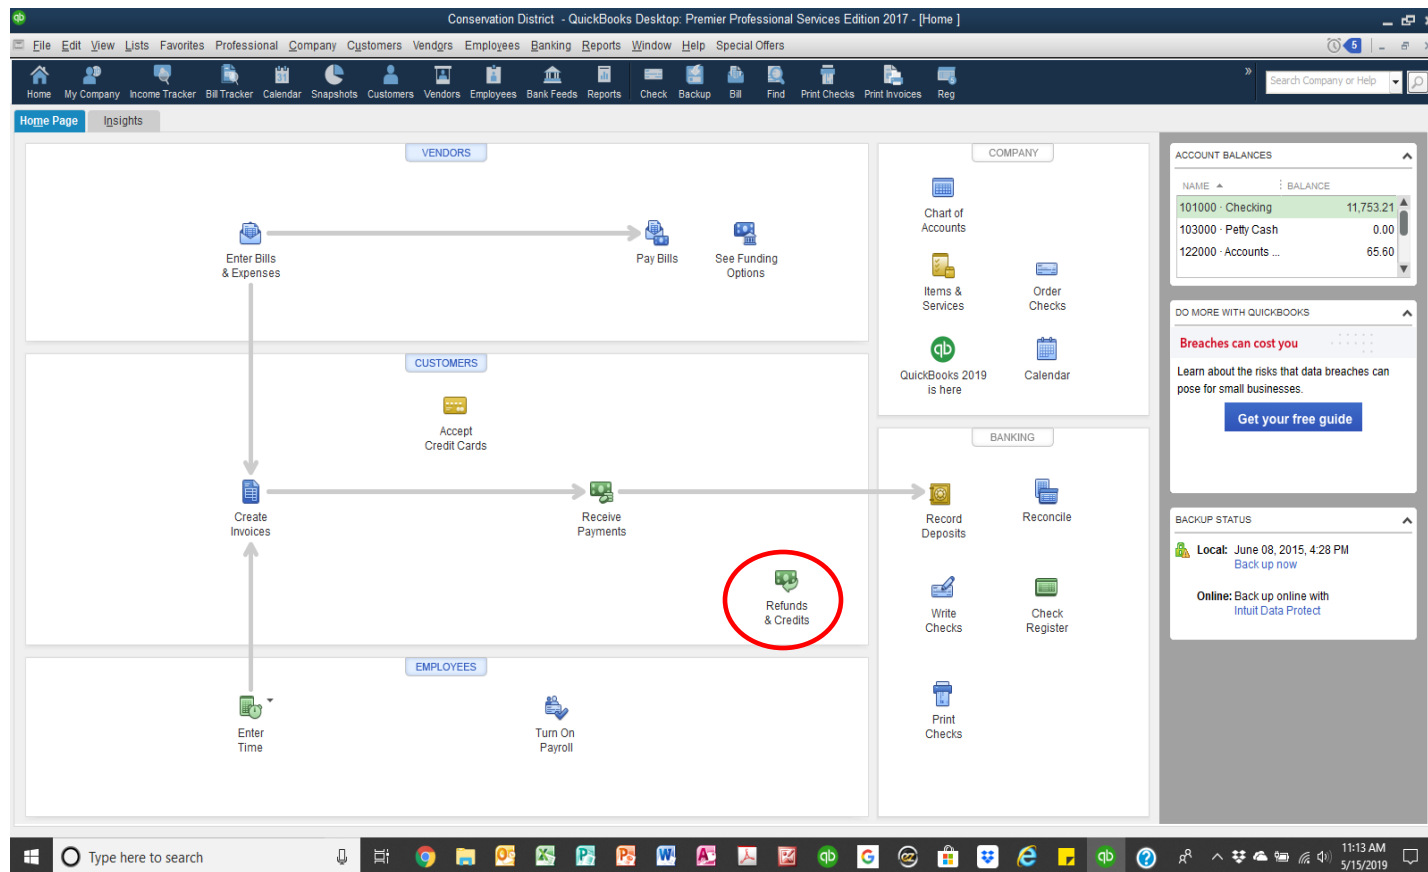 qb
Conservation District - QuickBooks Desktop: Premier Professional Services Edition 2017 - [Home ]
File Edit View Lists Favorites Professional Company Customers Vendors Employees Banking Reports Window Help Special Offers
5
Home My Company Income Tracker Bill Tracker Calendar Snapshots Customers Vendors Employees Bank Feeds Reports Check Backup Bill Find Print Checks Print Invoices Reg
» Search Company or Help
Home Page Insights
VENDORS
Enter Bills
& Expenses
Pay Bills
See Funding
Options
CUSTOMERS
Accept
Credit Cards
Create
Invoices
Receive
Payments
Refunds
& Credits
EMPLOYEES
Enter
Time
Turn On
Payroll
COMPANY
Chart of
Accounts
Items &
Services
Order
Checks
qb
QuickBooks 2019
is here
Calendar
BANKING
Record
Deposits
Reconcile
Write
Checks
Check
Register
Print
Checks
ACCOUNT BALANCES
NAME BALANCE
101000 · Checking 11,753.21
103000 · Petty Cash 0.00
122000 · Accounts ... 65.60
DO MORE WITH QUICKBOOKS
Breaches can cost you
Learn about the risks that data breaches can
pose for small businesses.
Get your free guide
BACKUP STATUS
Local: June 08, 2015, 4:28 PM
Back up now
Online: Back up online with
Intuit Data Protect
Type here to search
11:13 AM
5/15/2019